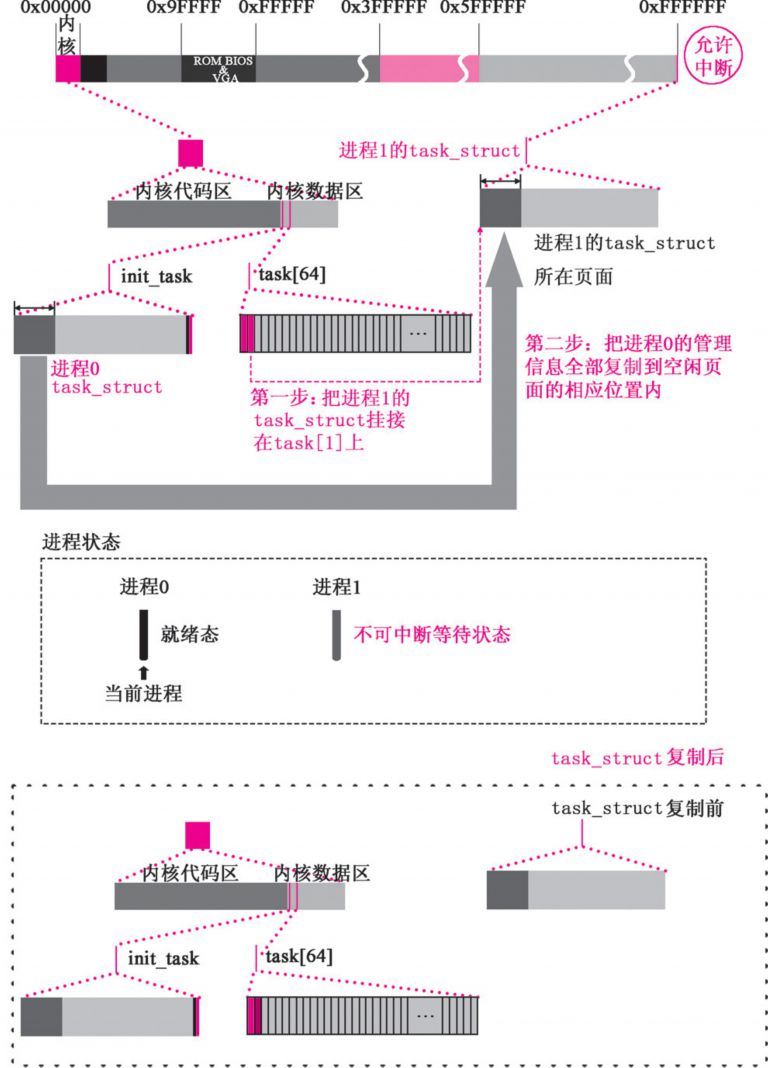 0x00000 0x9FFFF 0xFFFFF 0x3FFFFF 0x5FFFFF 0xFFFFFF
内
核
ROM BIOS
&
VGA
允许
中断
进程1的task_struct
内核代码区 内核数据区
进程1的task_struct
所在页面
init_task
task[64]
...
进程0
task_struct
第一步：把进程1的
task_struct挂接
在task[1]上
第二步：把进程0的管理
信息全部复制到空闲页
面的相应位置内
进程状态
进程0 进程1
就绪态
不可中断等待状态
当前进程
task_struct复制后
task_struct复制前
内核代码区 内核数据区
init_task
task[64]
...